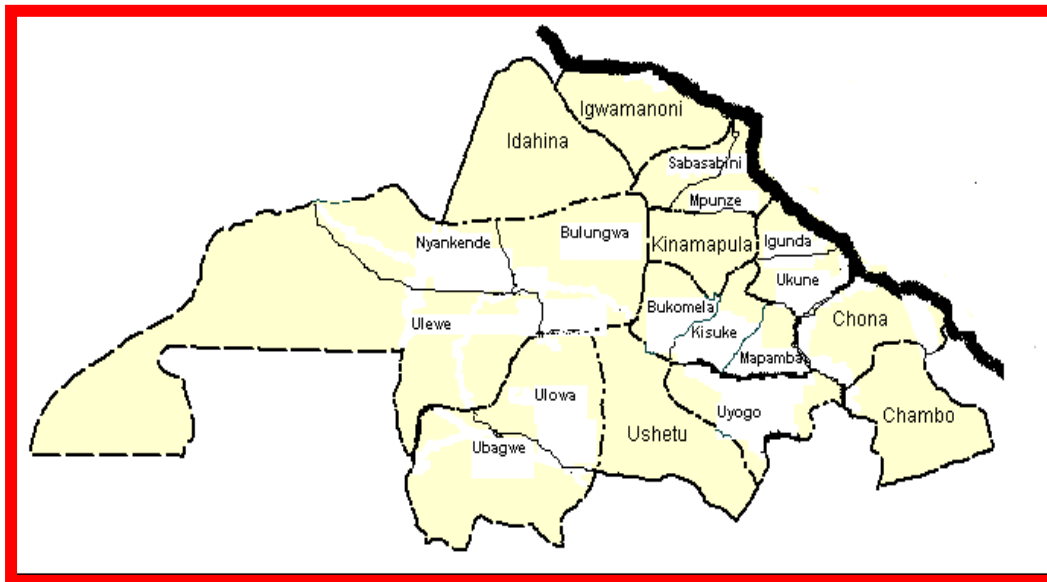 Igwamanoni
Idahina
Sabasabini
Mpunze
Nyankende
Bulungwa
Kinamapula
Igunda
Ukune
Bukomela
Ulewe
Kisuke
Chona
Mapamba
Ulowa
Uyogo
Chambo
Ushetu
Ubagwe